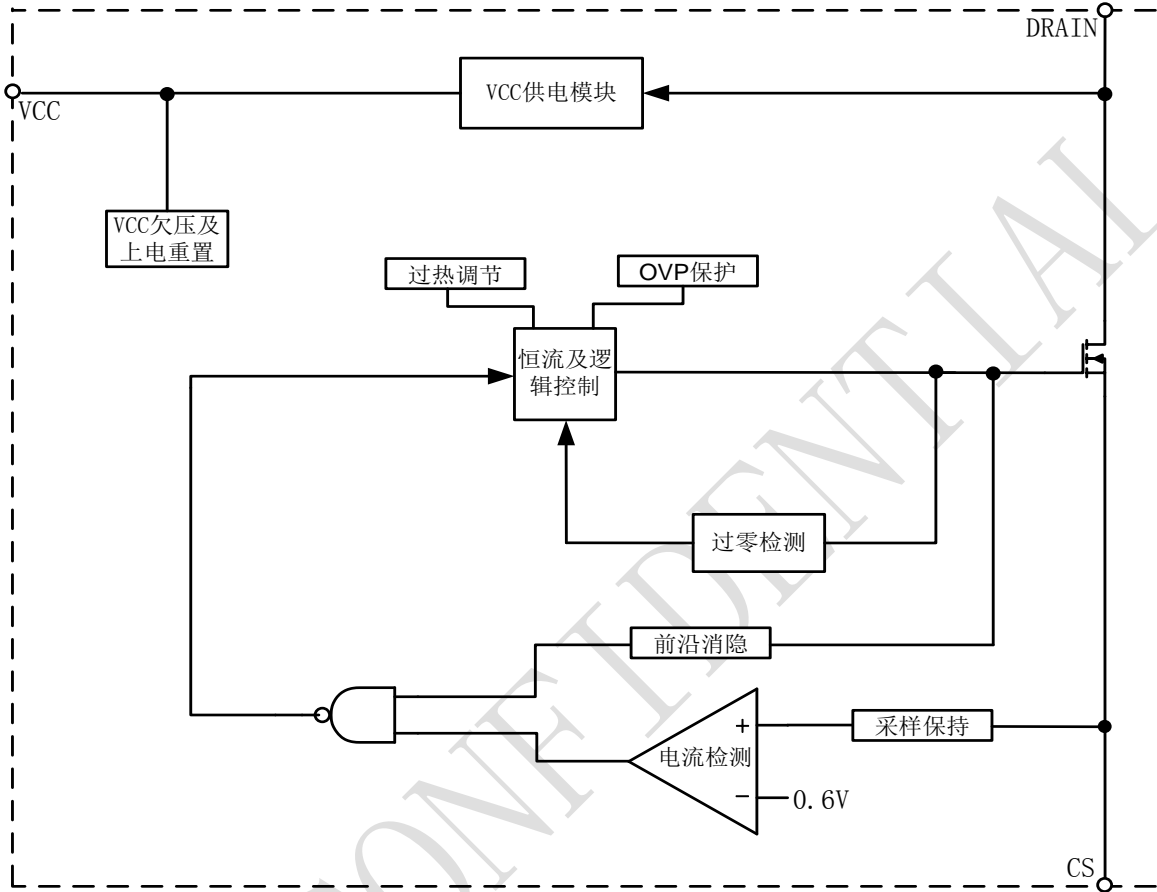 DRAIN
VCC供电模块
VCC
VCC欠压及
上电重置
过热调节
OVP保护
恒流及逻
辑控制
过零检测
前沿消隐
采样保持
+
电流检测
−
0.6V
CS
CONFIDENTIAL